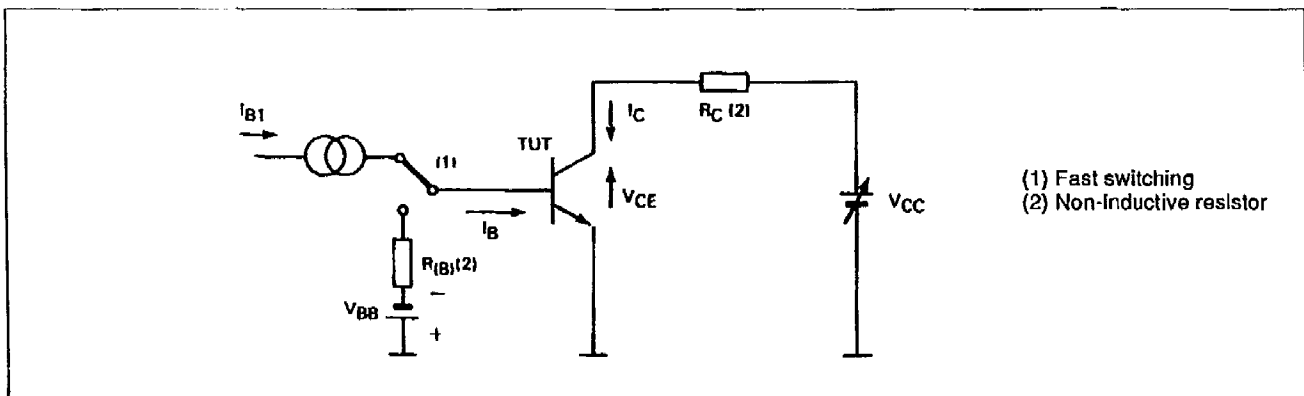 IB1
(1)
IB
R(B)(2)
VBB
−
+
TUT
IC
VCE
RC (2)
VCC
(1) Fast switching
(2) Non-inductive resistor